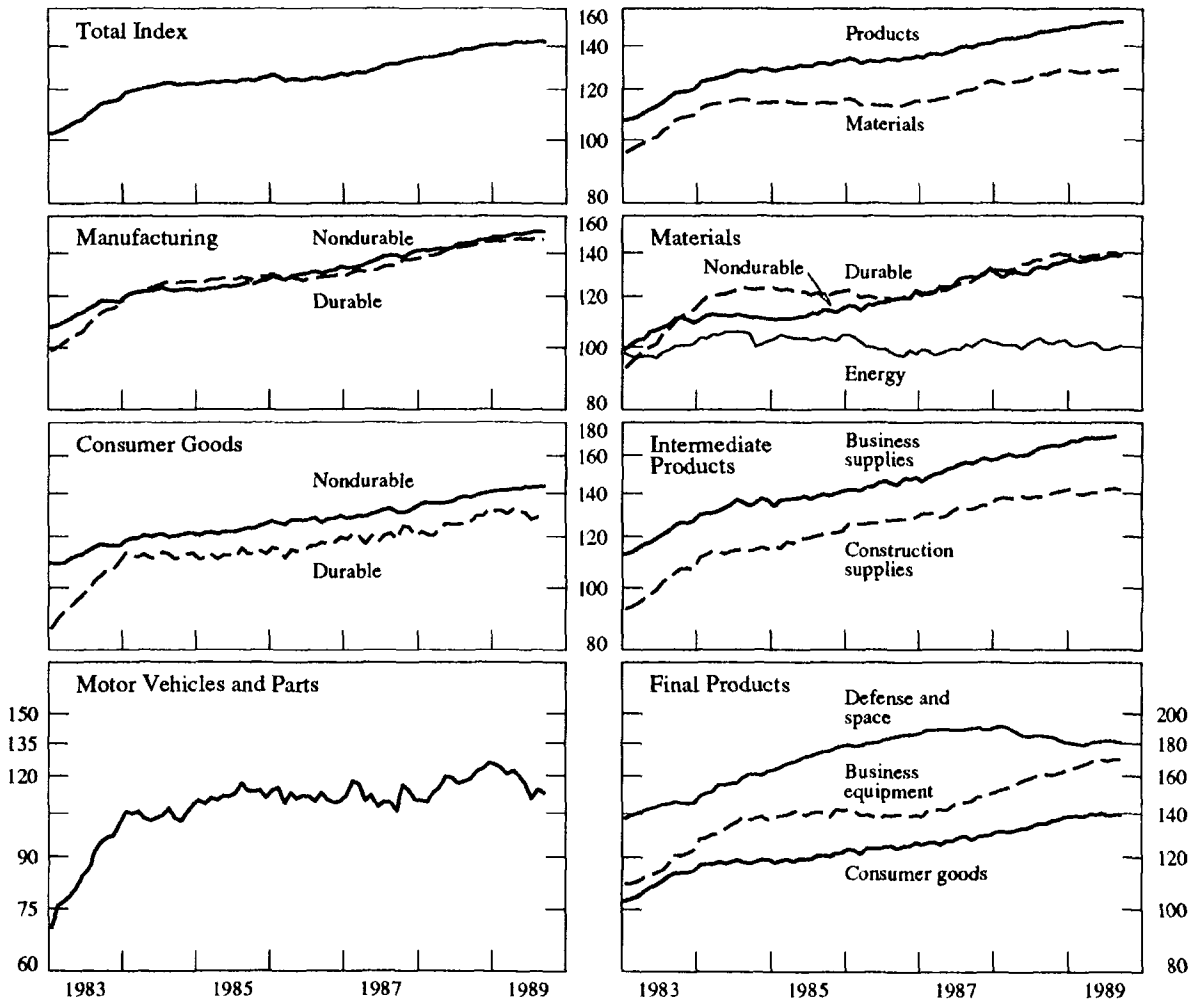 Total Index
160
Products
140
120
Materials
100
80
Manufacturing
Nondurable
Durable
160
Materials
140
Nondurable
Durable
120
100
Energy
80
Consumer Goods
Nondurable
Durable
180
Intermediate
Products
Business
supplies
160
140
120
Construction
supplies
100
80
Motor Vehicles and Parts
150
135
120
90
75
60
Final Products
Defense and
space
200
180
Business
equipment
160
140
120
Consumer goods
100
80
1983 1985 1987 1989
1983 1985 1987 1989